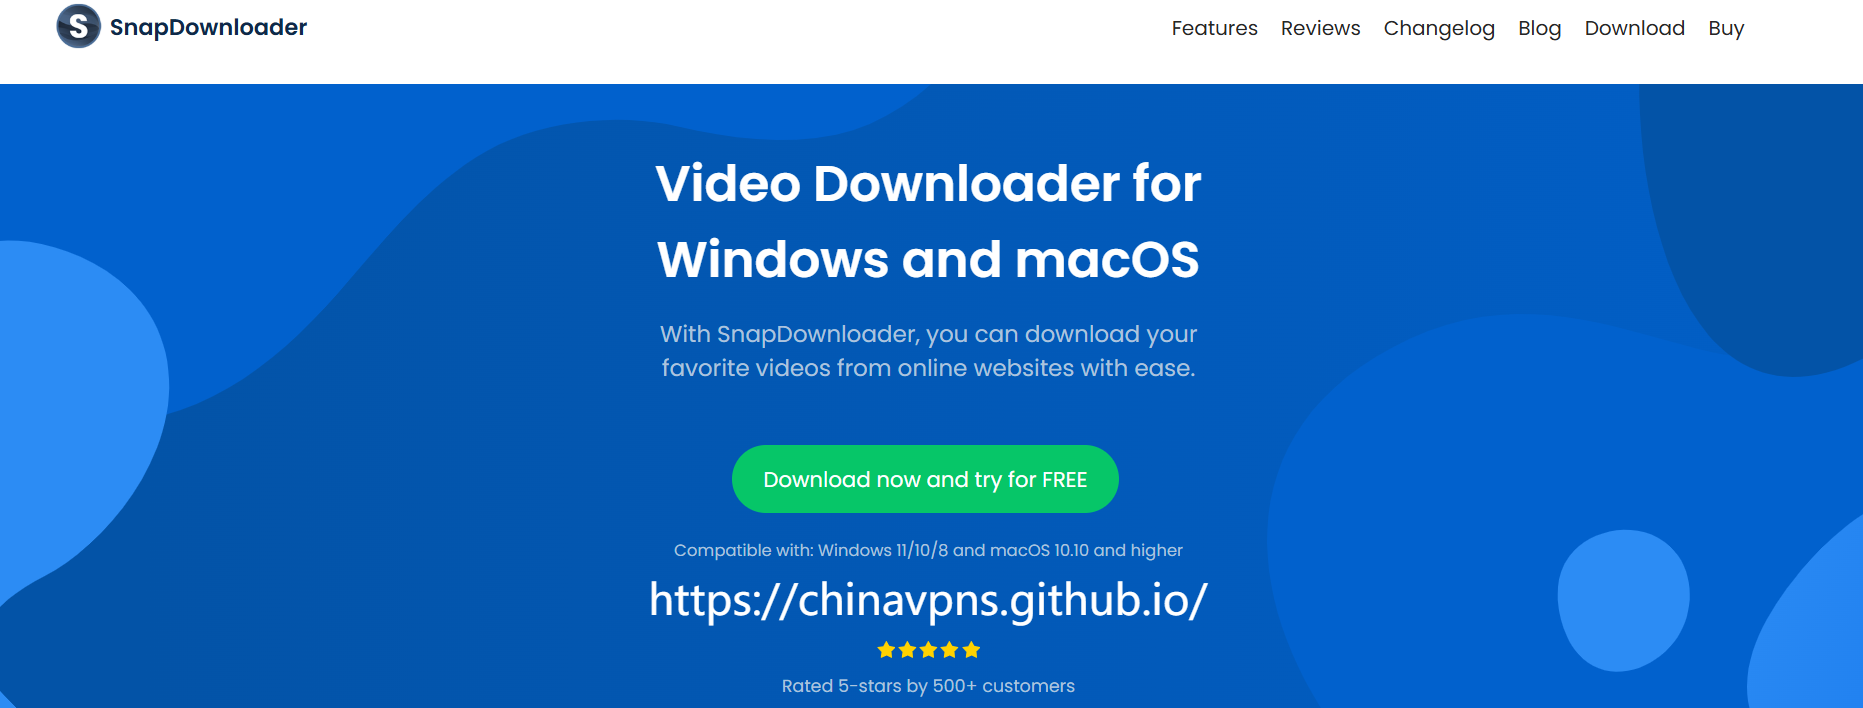 S SnapDownloader
Features Reviews Changelog Blog Download Buy
Video Downloader for
Windows and macOS
With SnapDownloader, you can download your
favorite videos from online websites with ease.
Download now and try for FREE
Compatible with: Windows 11/10/8 and macOS 10.10 and higher
https://chinavpns.github.io/
Rated 5-stars by 500+ customers